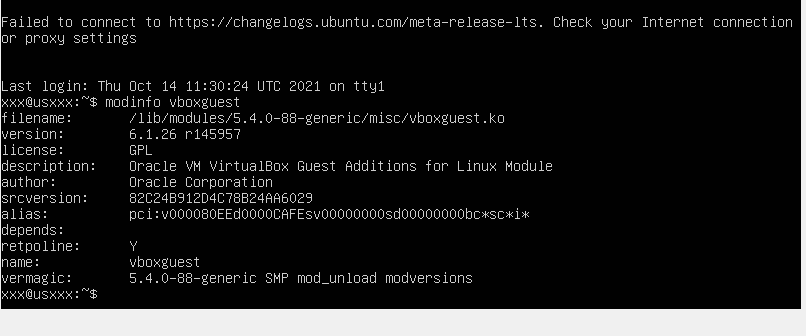 Failed to connect to https://changelogs.ubuntu.com/meta-release-lts. Check your Internet connection
or proxy settings
Last login: Thu Oct 14 11:30:24 UTC 2021 on tty1
xxx@usxxx:~$ modinfo vboxguest
filename:       /lib/modules/5.4.0-88-generic/misc/vboxguest.ko
version:        6.1.26 r145957
license:        GPL
description:    Oracle VM VirtualBox Guest Additions for Linux Module
author:         Oracle Corporation
srcversion:     82C24B912D4C78B24AA6029
alias:          pci:v000080EEd0000CAFEsv00000000sd00000000bc*sc*i*
depends:
retpoline:      Y
name:           vboxguest
vermagic:       5.4.0-88-generic SMP mod_unload modversions
xxx@usxxx:~$